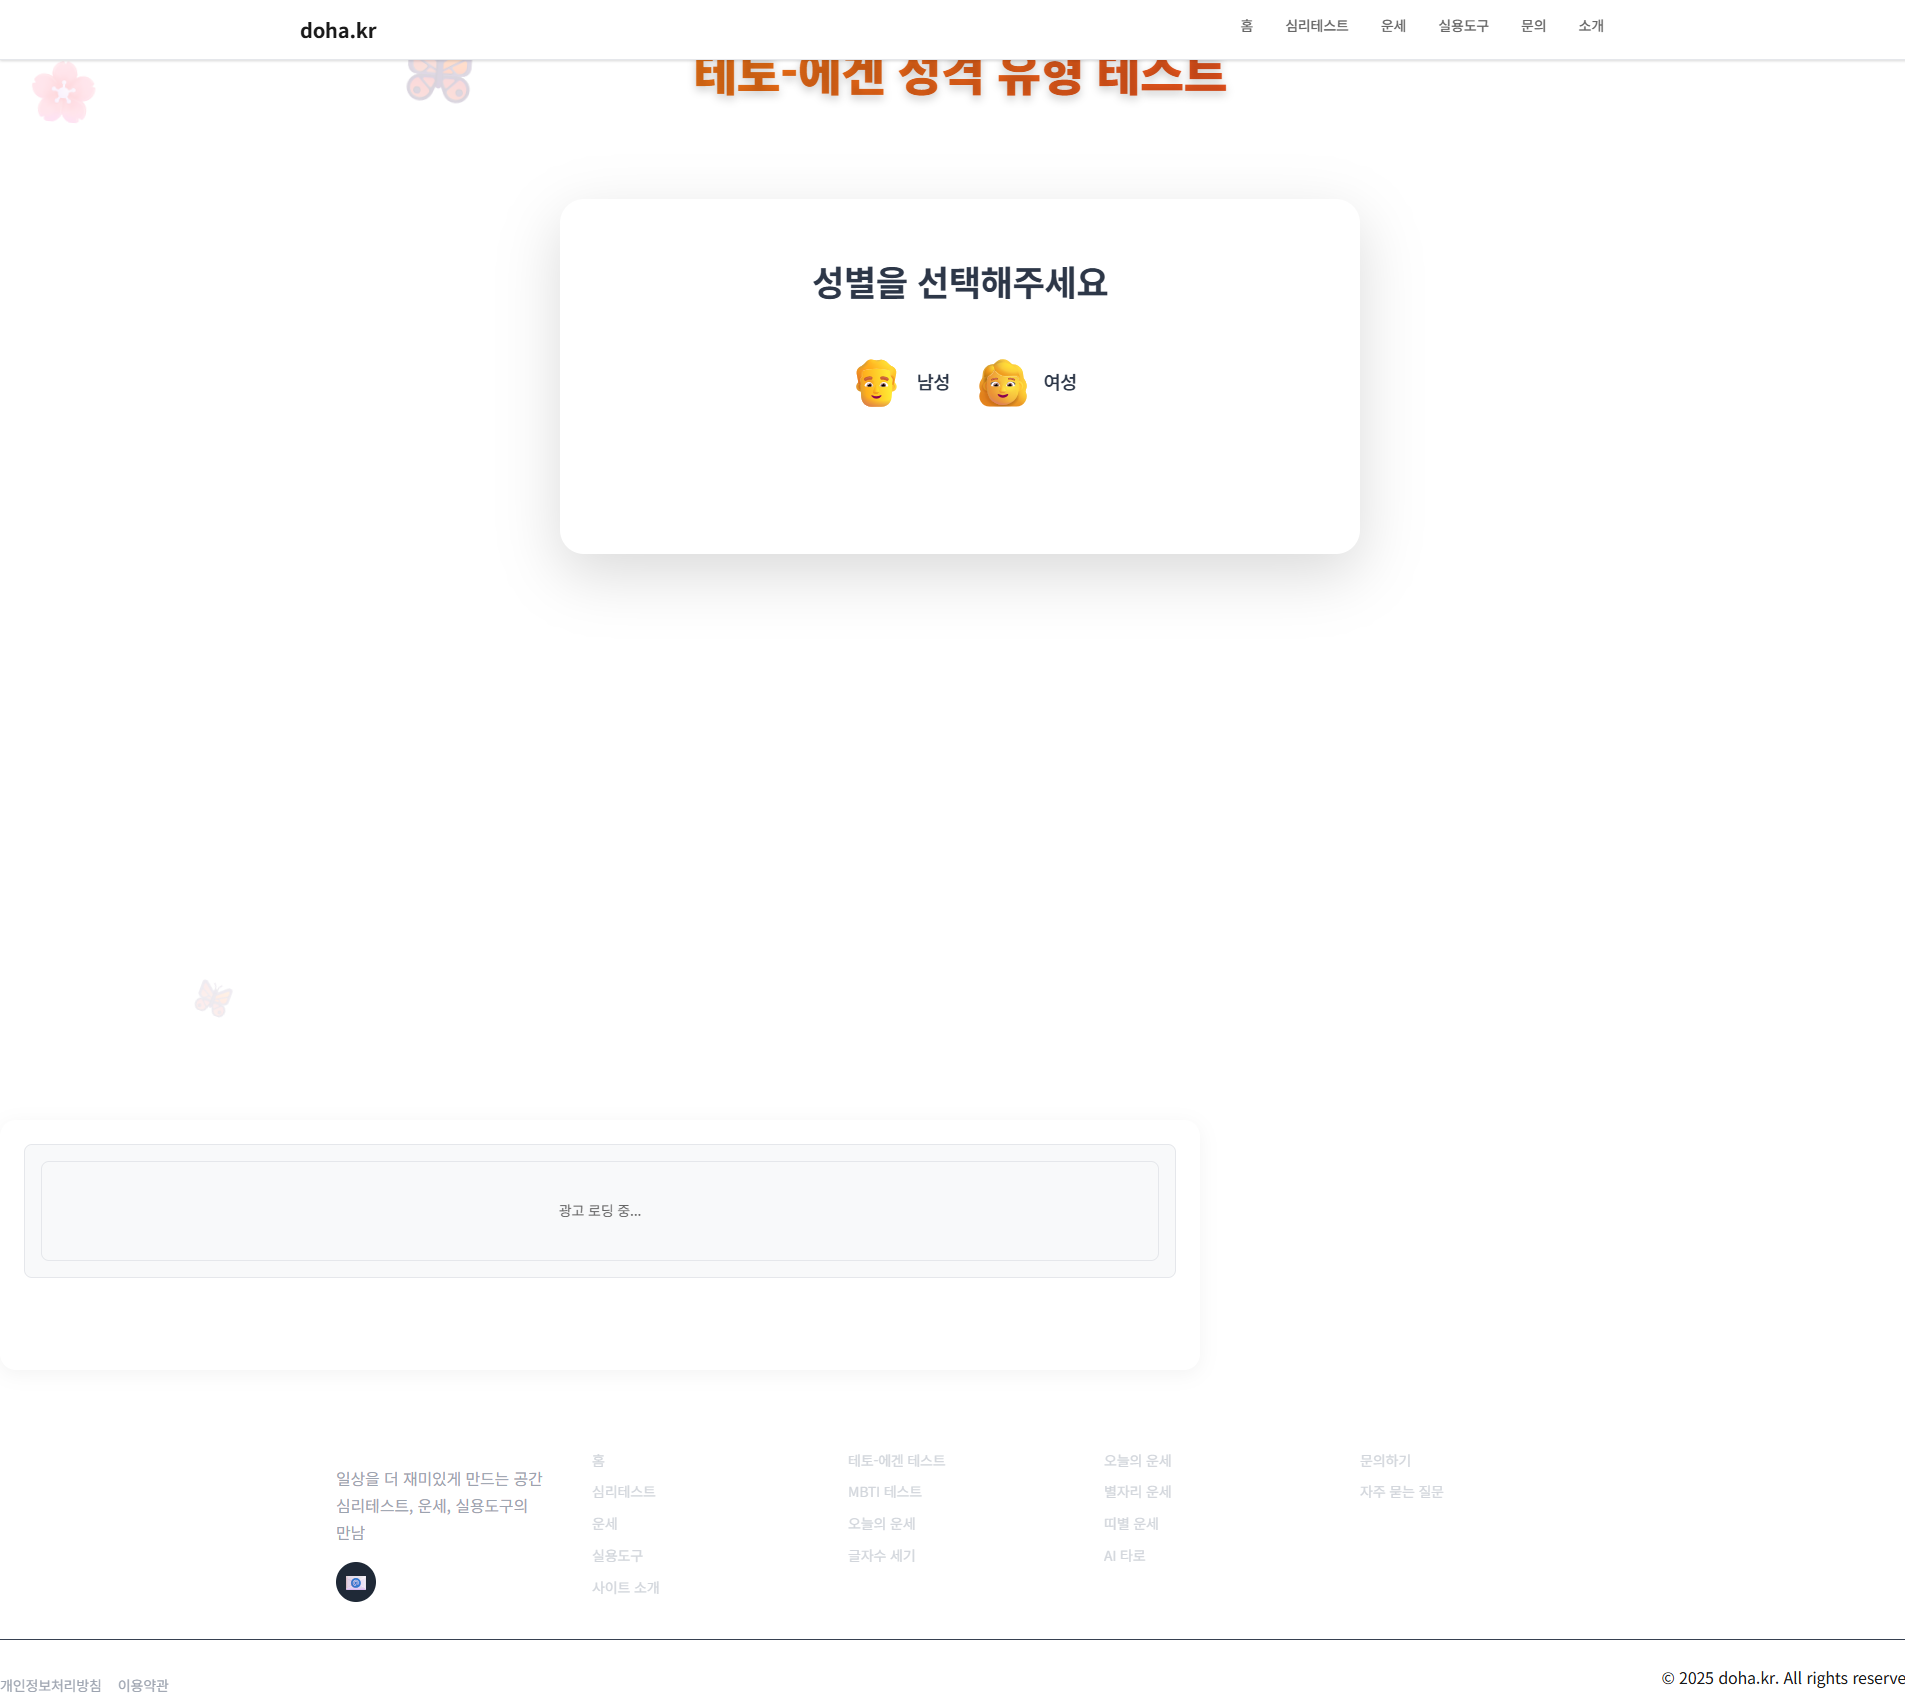 doha.kr
홈 심리테스트 운세 실용도구 문의 소개
테토-에겐 성격 유형 테스트
성별을 선택해주세요
남성 여성
광고 로딩 중...
일상을 더 재미있게 만드는 공간
심리테스트, 운세, 실용도구의
만남
홈
심리테스트
운세
실용도구
사이트 소개
테토-에겐 테스트
MBTI 테스트
오늘의 운세
글자수 세기
오늘의 운세
별자리 운세
띠별 운세
AI 타로
문의하기
자주 묻는 질문
개인정보처리방침 이용약관
© 2025 doha.kr. All rights reserve